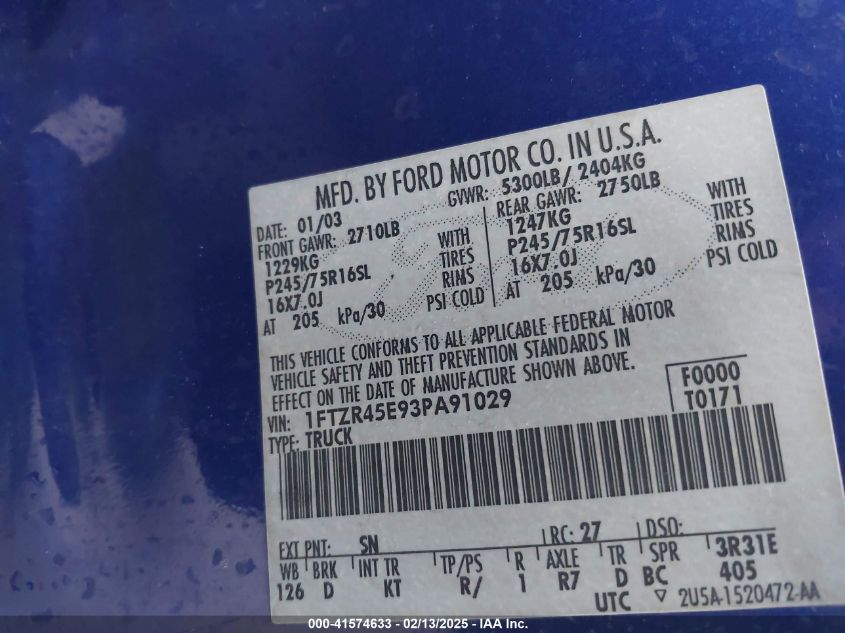 MFD. BY FORD MOTOR CO. IN U.S.A.
DATE: 01/03 GVWR: 5300LB/ 2404KG
FRONT GAWR: 2710LB REAR GAWR: 2750LB
1229KG WITH 1247KG WITH
P245/75R16SL TIRES P245/75R16SL TIRES
16X7.0J RIMS 16X7.0J RIMS
AT 205 kPa/30 PSI COLD AT 205 kPa/30 PSI COLD
THIS VEHICLE CONFORMS TO ALL APPLICABLE FEDERAL MOTOR
VEHICLE SAFETY AND THEFT PREVENTION STANDARDS IN
EFFECT ON THE DATE OF MANUFACTURE SHOWN ABOVE.
VIN: 1FTZR45E93PA91029 F0000
TYPE: TRUCK T0171
EXT PNT: SN RC: 27 DSO:
WB BRK INT TR TP/PS R AXLE TR SPR 3R31E
126 D KT R/ 1 R7 D BC 405
UTC ▽ 2U5A-1520472-AA
000-41574633 - 02/13/2025 - IAA Inc.